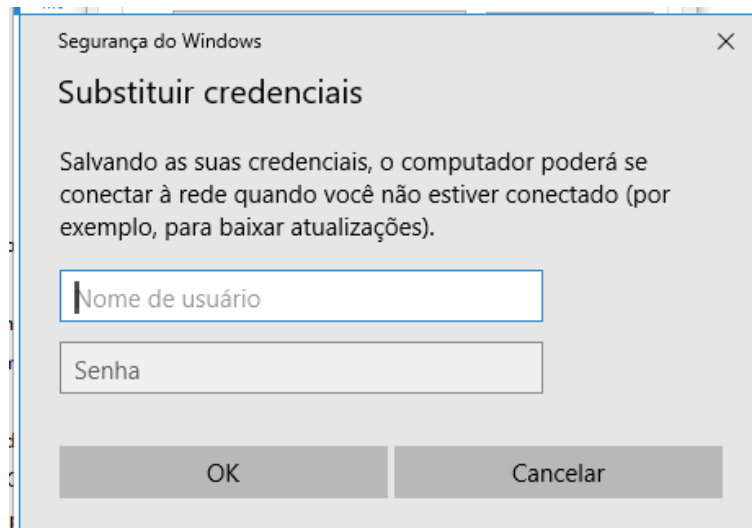 Segurança do Windows
Substituir credenciais
Salvando as suas credenciais, o computador poderá se
conectar à rede quando você não estiver conectado (por
exemplo, para baixar atualizações).
Nome de usuário
Senha
OK
Cancelar